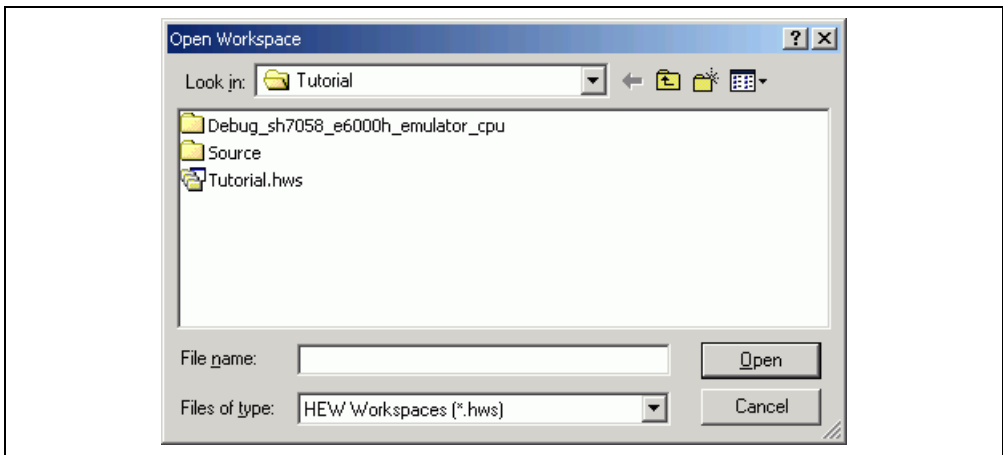 Open Workspace
Look in: Tutorial
Debug_sh7058_e6000h_emulator_cpu
Source
Tutorial.hws
File name:
Open
Files of type: HEW Workspaces (*.hws)
Cancel